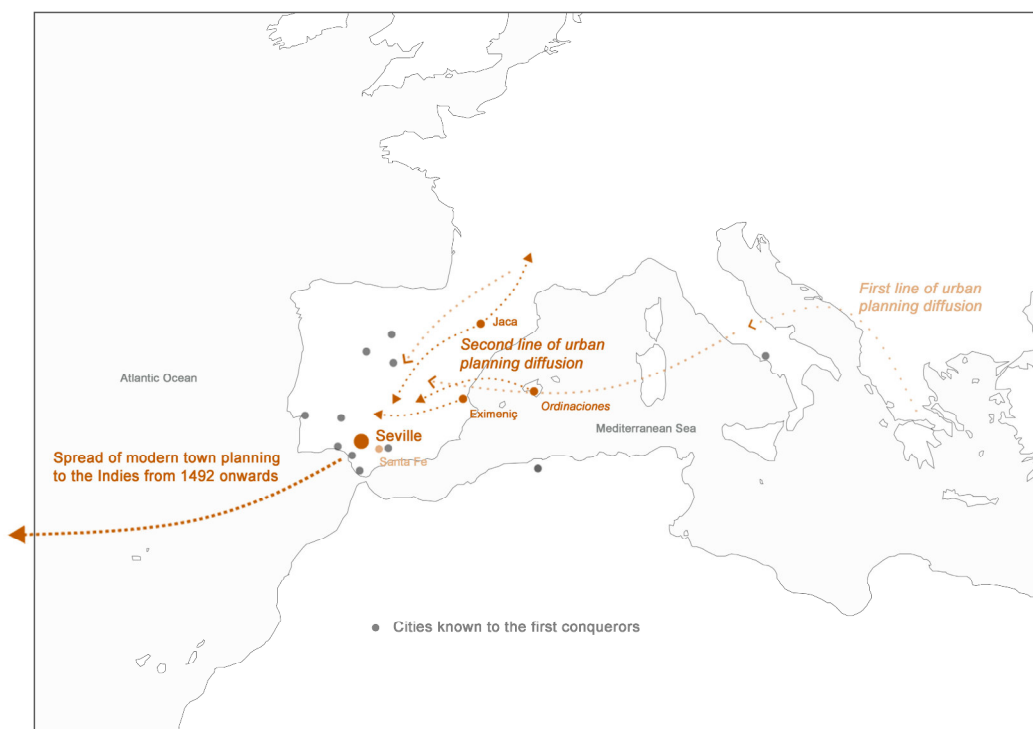 First line of urban
planning diffusion
Jaca
Second line of urban
planning diffusion
Atlantic Ocean
Ordinaciones
Eximeniç
Mediterranean Sea
Seville
Santa Fe
Spread of modern town planning
to the Indies from 1492 onwards
Cities known to the first conquerors